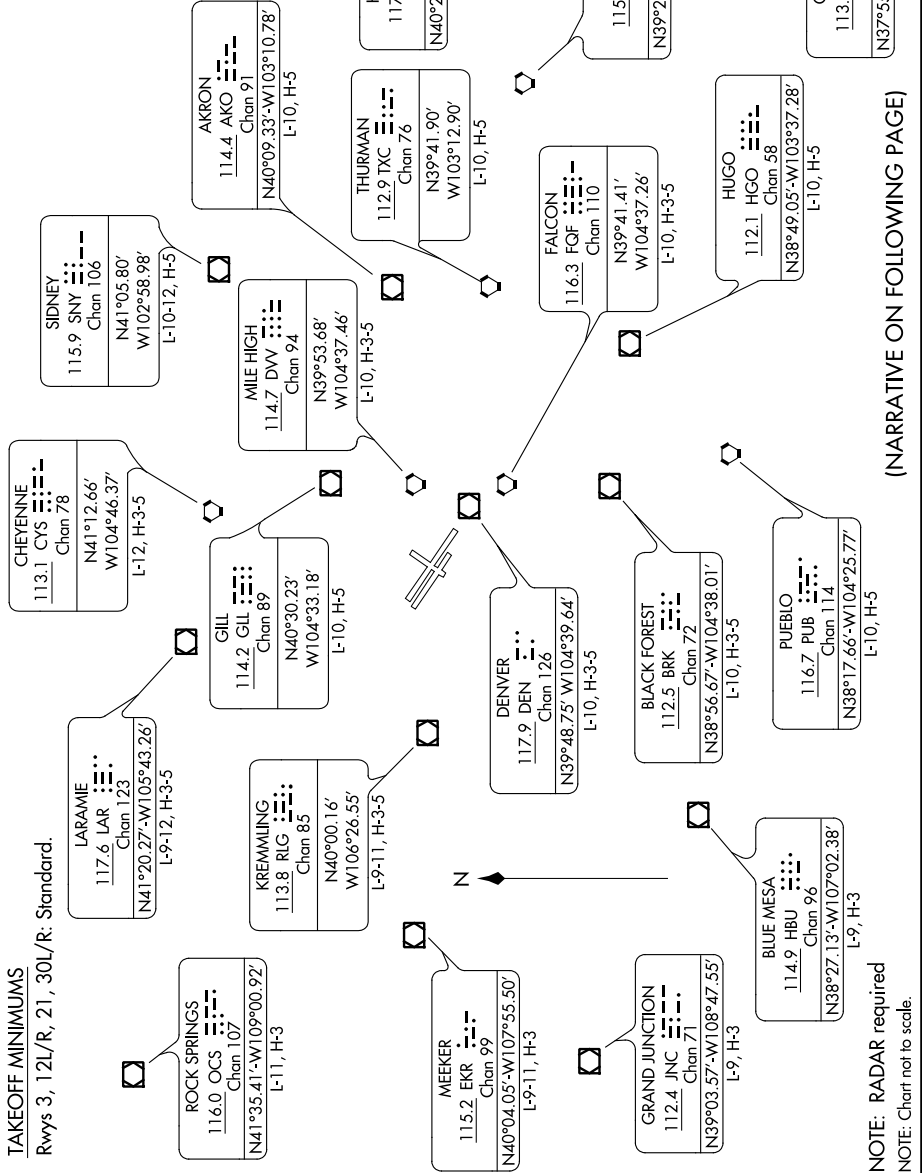 TAKEOFF MINIMUMS
Rwys 3, 12L/R, 21, 30L/R: Standard.
ROCK SPRINGS
116.0 OCS
Chan 107
N41°35.41′-W109°00.92′
L-11, H-3
LARAMIE
117.6 LAR
Chan 123
N41°20.27′-W105°43.26′
L-9-12, H-3-5
CHEYENNE
113.1 CYS
Chan 78
N41°12.66′
W104°46.37′
L-12, H-3-5
SIDNEY
115.9 SNY
Chan 106
N41°05.80′
W102°58.98′
L-10-12, H-5
AKRON
114.4 AKO
Chan 91
N40°09.33′-W103°10.78′
L-10, H-5
KREMMLING
113.8 RLG
Chan 85
N40°00.16′
W106°26.55′
L-9-11, H-3-5
GILL
114.2 GLL
Chan 89
N40°30.23′
W104°33.18′
L-10, H-5
MILE HIGH
114.7 DVV
Chan 94
N39°53.68′
W104°37.46′
L-10, H-3-5
THURMAN
112.9 TXC
Chan 76
N39°41.90′
W103°12.90′
L-10, H-5
117.
N40°2
MEEKER
115.2 EKR
Chan 99
N40°04.05′-W107°55.50′
L-9-11, H-3
N
DENVER
117.9 DEN
Chan 126
N39°48.75′ W104°39.64′
L-10, H-3-5
FALCON
116.3 FQF
Chan 110
N39°41.41′
W104°37.26′
L-10, H-3-5
115
N39°2
GRAND JUNCTION
112.4 JNC
Chan 71
N39°03.57′-W108°47.55′
L-9, H-3
BLACK FOREST
112.5 BRK
Chan 72
N38°56.67′-W104°38.01′
L-10, H-3-5
HUGO
112.1 HGO
Chan 58
N38°49.05′-W103°37.28′
L-10, H-5
BLUE MESA
114.9 HBU
Chan 96
N38°27.13′-W107°02.38′
L-9, H-3
PUEBLO
116.7 PUB
Chan 114
N38°17.66′-W104°25.77′
L-10, H-5
113.
N37°5
NOTE: RADAR required
NOTE: Chart not to scale.
(NARRATIVE ON FOLLOWING PAGE)